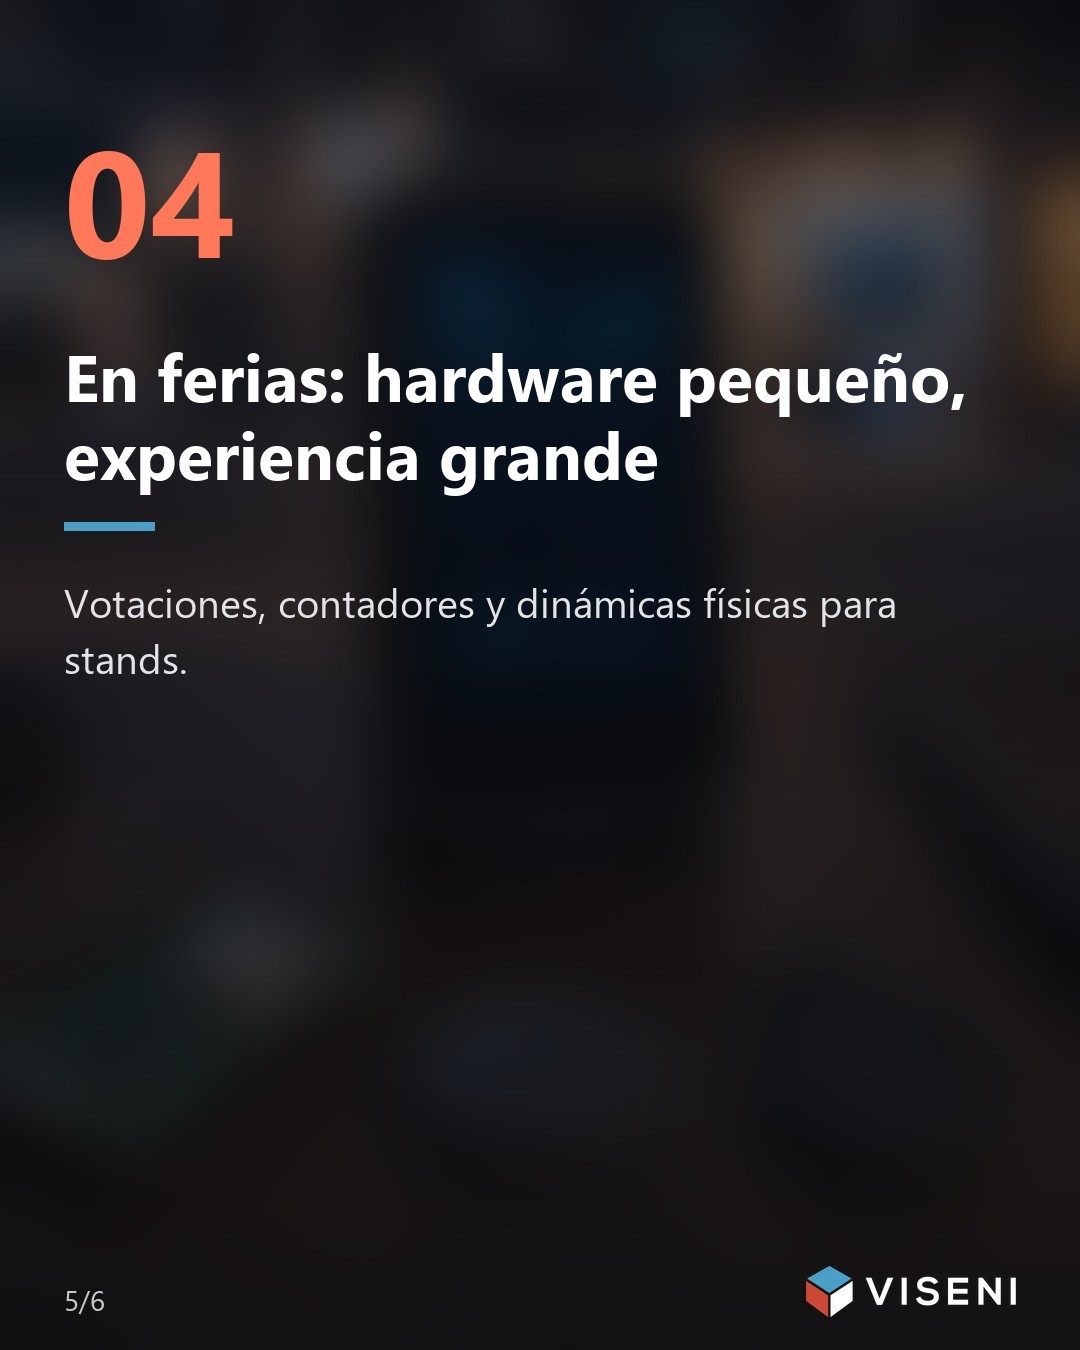 04
En ferias: hardware pequeño,
experiencia grande
Votaciones, contadores y dinámicas físicas para
stands.
5/6
VISENI